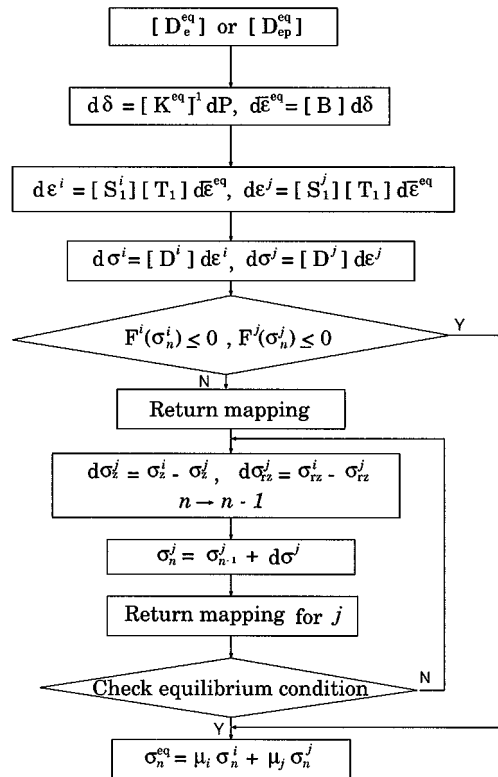 [ D_e^eq ] or [ D_ep^eq ]
dδ = [ K^eq ]^1 dP, dε̅^eq = [ B ] dδ
dε^i = [ S_1^i ] [ T_1 ] dε̅^eq, dε^j = [ S_1^j ] [ T_1 ] dε̅^eq
dσ^i = [ D^i ] dε^i, dσ^j = [ D^j ] dε^j
F^i(σ_n^i) ≤ 0 , F^j(σ_n^j) ≤ 0
Y
N
Return mapping
dσ_z^j = σ_z^i - σ_z^j, dσ_rz^j = σ_rz^i - σ_rz^j
n → n - 1
σ_n^j = σ_n-1^j + dσ^j
Return mapping for j
Check equilibrium condition
N
Y
σ_n^eq = μ_i σ_n^i + μ_j σ_n^j